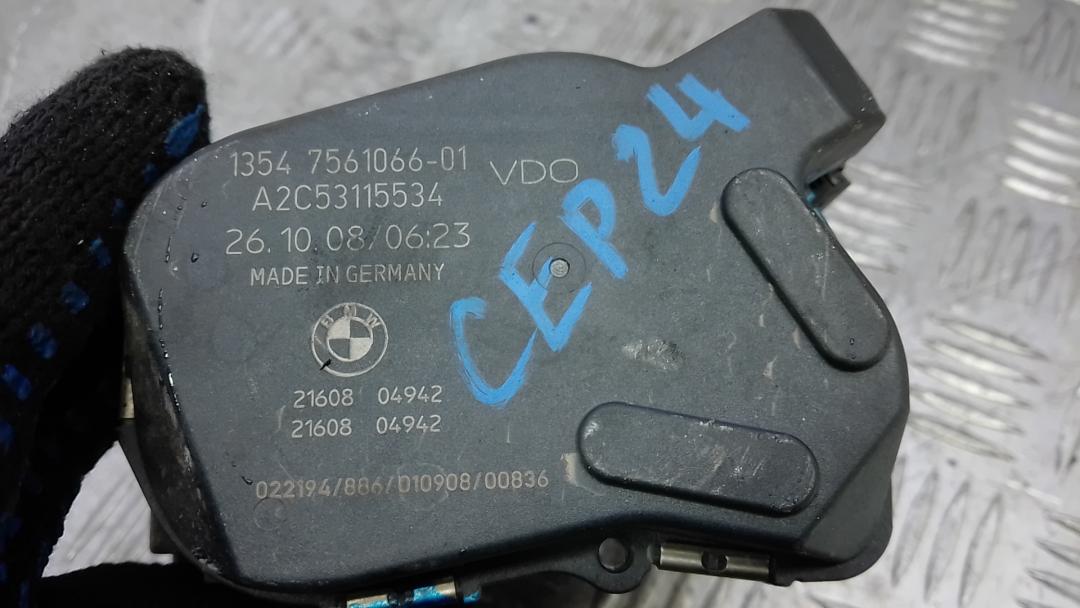 1354 7561066-01 VDO
A2C53115534
26.10.08/06:23
MADE IN GERMANY
BMW
21608 04942
21608 04942
022194/886/010908/00836
СЕР24